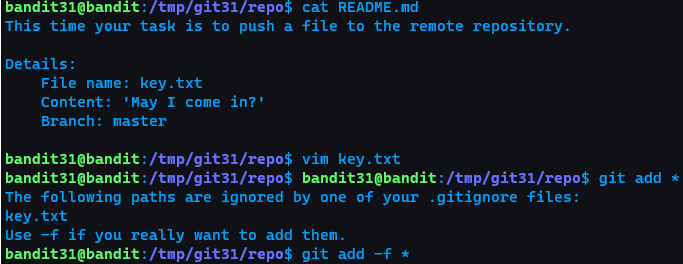 bandit31@bandit:/tmp/git31/repo$ cat README.md
This time your task is to push a file to the remote repository.

Details:
    File name: key.txt
    Content: 'May I come in?'
    Branch: master

bandit31@bandit:/tmp/git31/repo$ vim key.txt
bandit31@bandit:/tmp/git31/repo$ bandit31@bandit:/tmp/git31/repo$ git add *
The following paths are ignored by one of your .gitignore files:
key.txt
Use -f if you really want to add them.
bandit31@bandit:/tmp/git31/repo$ git add -f *